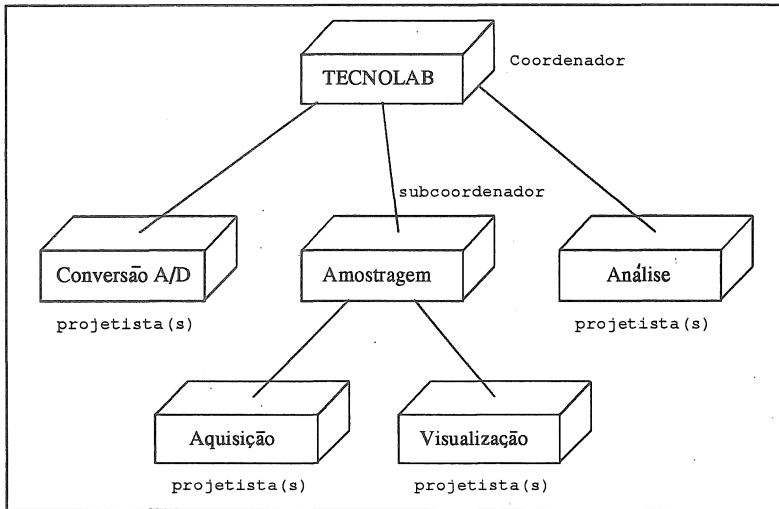 TECNOLAB
Coordenador
subcoordenador
Conversão A/D
Amostragem
Análise
projetista(s)
projetista(s)
Aquisição
Visualização
projetista(s)
projetista(s)